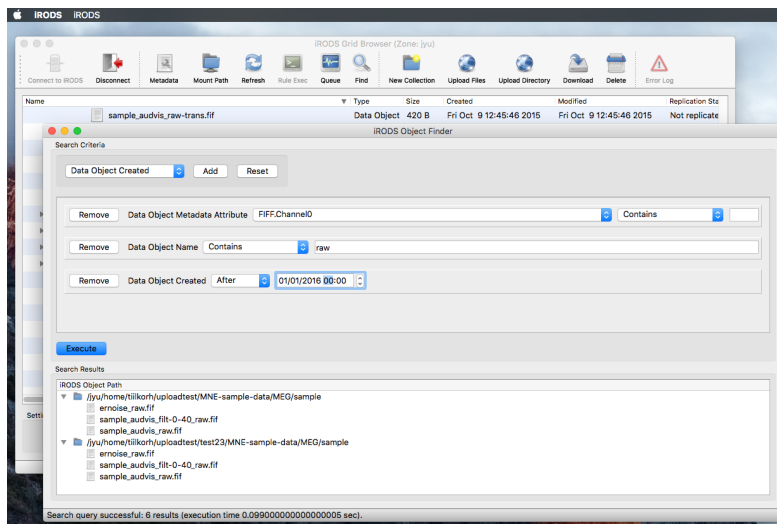 iRODS iRODS
iRODS Grid Browser (Zone: jyu)
Connect to iRODS Disconnect Metadata Mount Path Refresh Rule Exec Queue Find New Collection Upload Files Upload Directory Download Delete Error Log
Name Type Size Created Modified Replication Sta
sample_audvis_raw-trans.fif Data Object 420 B Fri Oct 9 12:45:46 2015 Fri Oct 9 12:45:46 2015 Not replicate
iRODS Object Finder
Search Criteria
Data Object Created Add Reset
Remove Data Object Metadata Attribute FIFF.Channel0 Contains
Remove Data Object Name Contains raw
Remove Data Object Created After 01/01/2016 00:00
Execute
Search Results
iRODS Object Path
/jyu/home/tiilkorh/uploadtest/MNE-sample-data/MEG/sample
ernoise_raw.fif
sample_audvis_filt-0-40_raw.fif
Setti
sample_audvis_raw.fif
/jyu/home/tiilkorh/uploadtest/test23/MNE-sample-data/MEG/sample
ernoise_raw.fif
sample_audvis_filt-0-40_raw.fif
sample_audvis_raw.fif
Search query successful: 6 results (execution time 0.099000000000000005 sec).